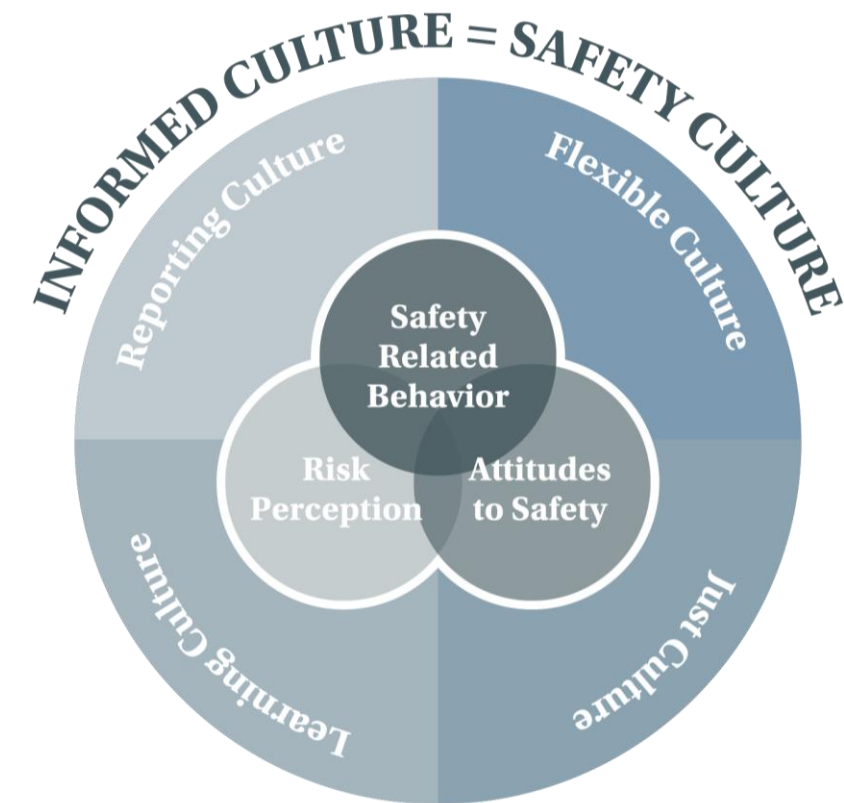 INFORMED CULTURE = SAFETY CULTURE
Reporting Culture
Flexible Culture
Safety
Related
Behavior
Risk
Perception
Attitudes
to Safety
Learning Culture
Just Culture